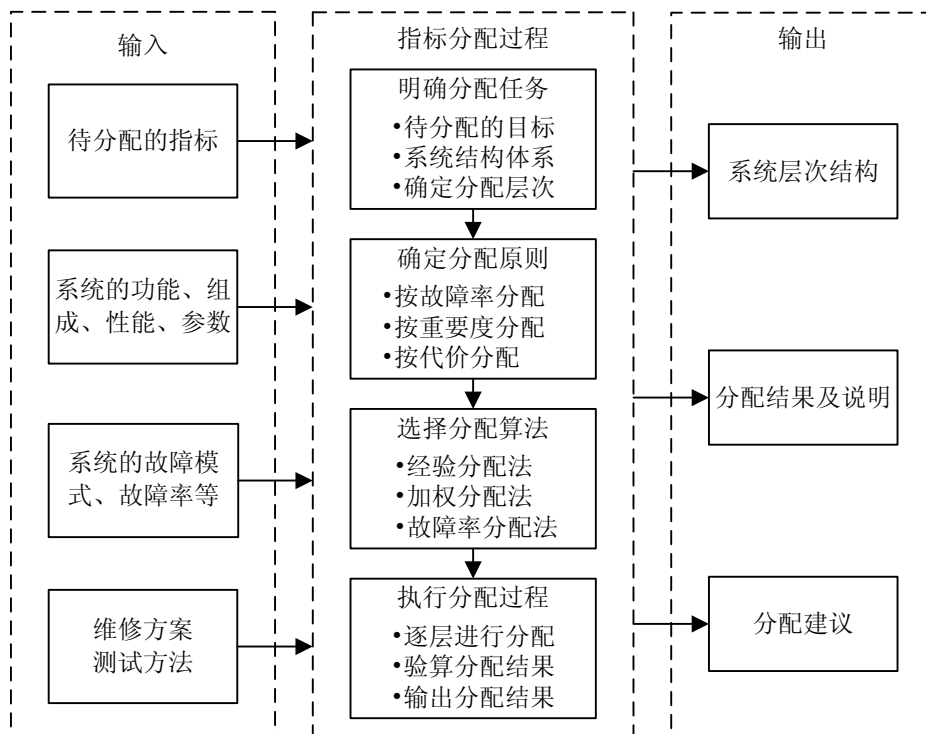 输入
待分配的指标
系统的功能、组
成、性能、参数
系统的故障模
式、故障率等
维修方案
测试方法
指标分配过程
明确分配任务
•待分配的目标
•系统结构体系
•确定分配层次
确定分配原则
•按故障率分配
•按重要度分配
•按代价分配
选择分配算法
•经验分配法
•加权分配法
•故障率分配法
执行分配过程
•逐层进行分配
•验算分配结果
•输出分配结果
输出
系统层次结构
分配结果及说明
分配建议